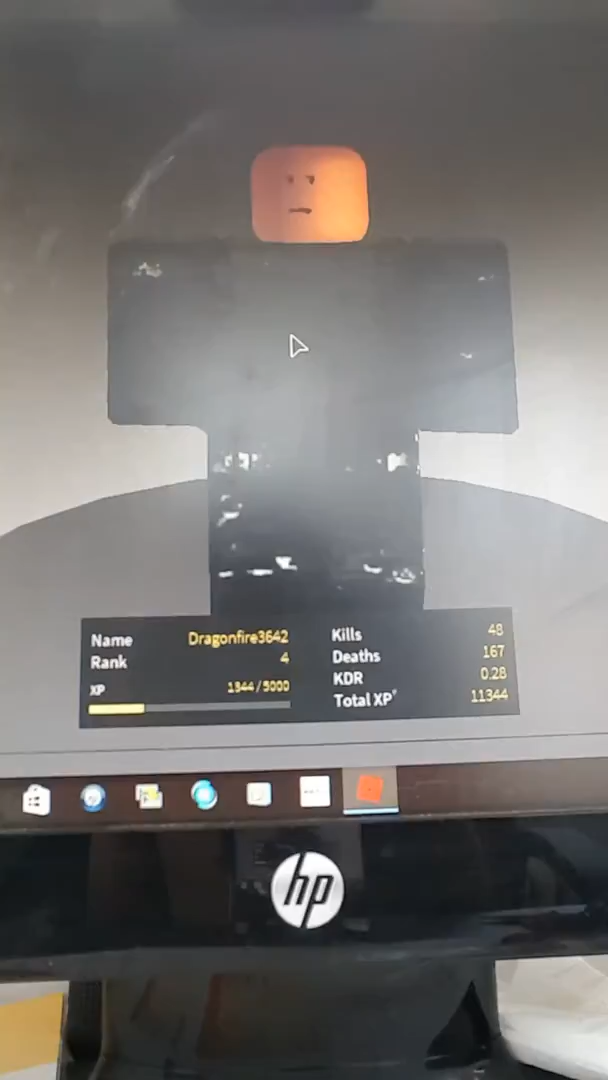 Name Dragonfire3642
Rank 4
XP 1344 / 5000
Kills 48
Deaths 167
KDR 0.28
Total XP 11344
hp